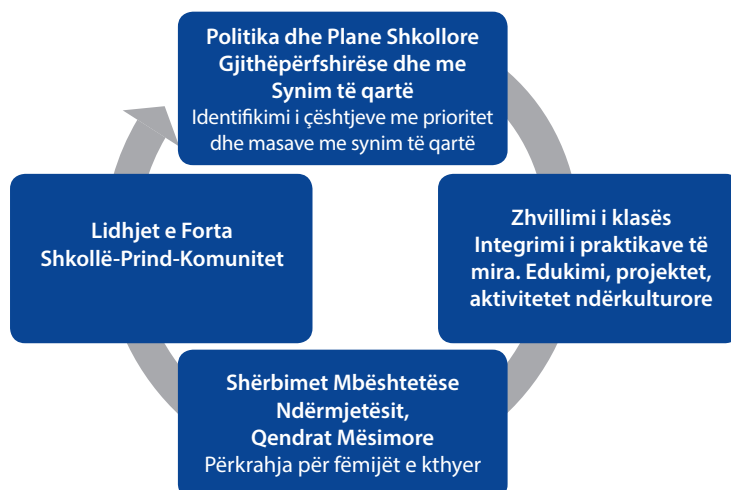 Politika dhe Plane Shkollore
Gjithëpërfshirëse dhe me
Synim të qartë
Identifikimi i çështjeve me prioritet
dhe masave me synim të qartë
Zhvillimi i klasës
Integrimi i praktikave të
mira. Edukimi, projektet,
aktivitetet ndërkulturore
Shërbimet Mbështetëse
Ndërmjetësit,
Qendrat Mësimore
Përkrahja për fëmijët e kthyer
Lidhjet e Forta
Shkollë-Prind-Komunitet